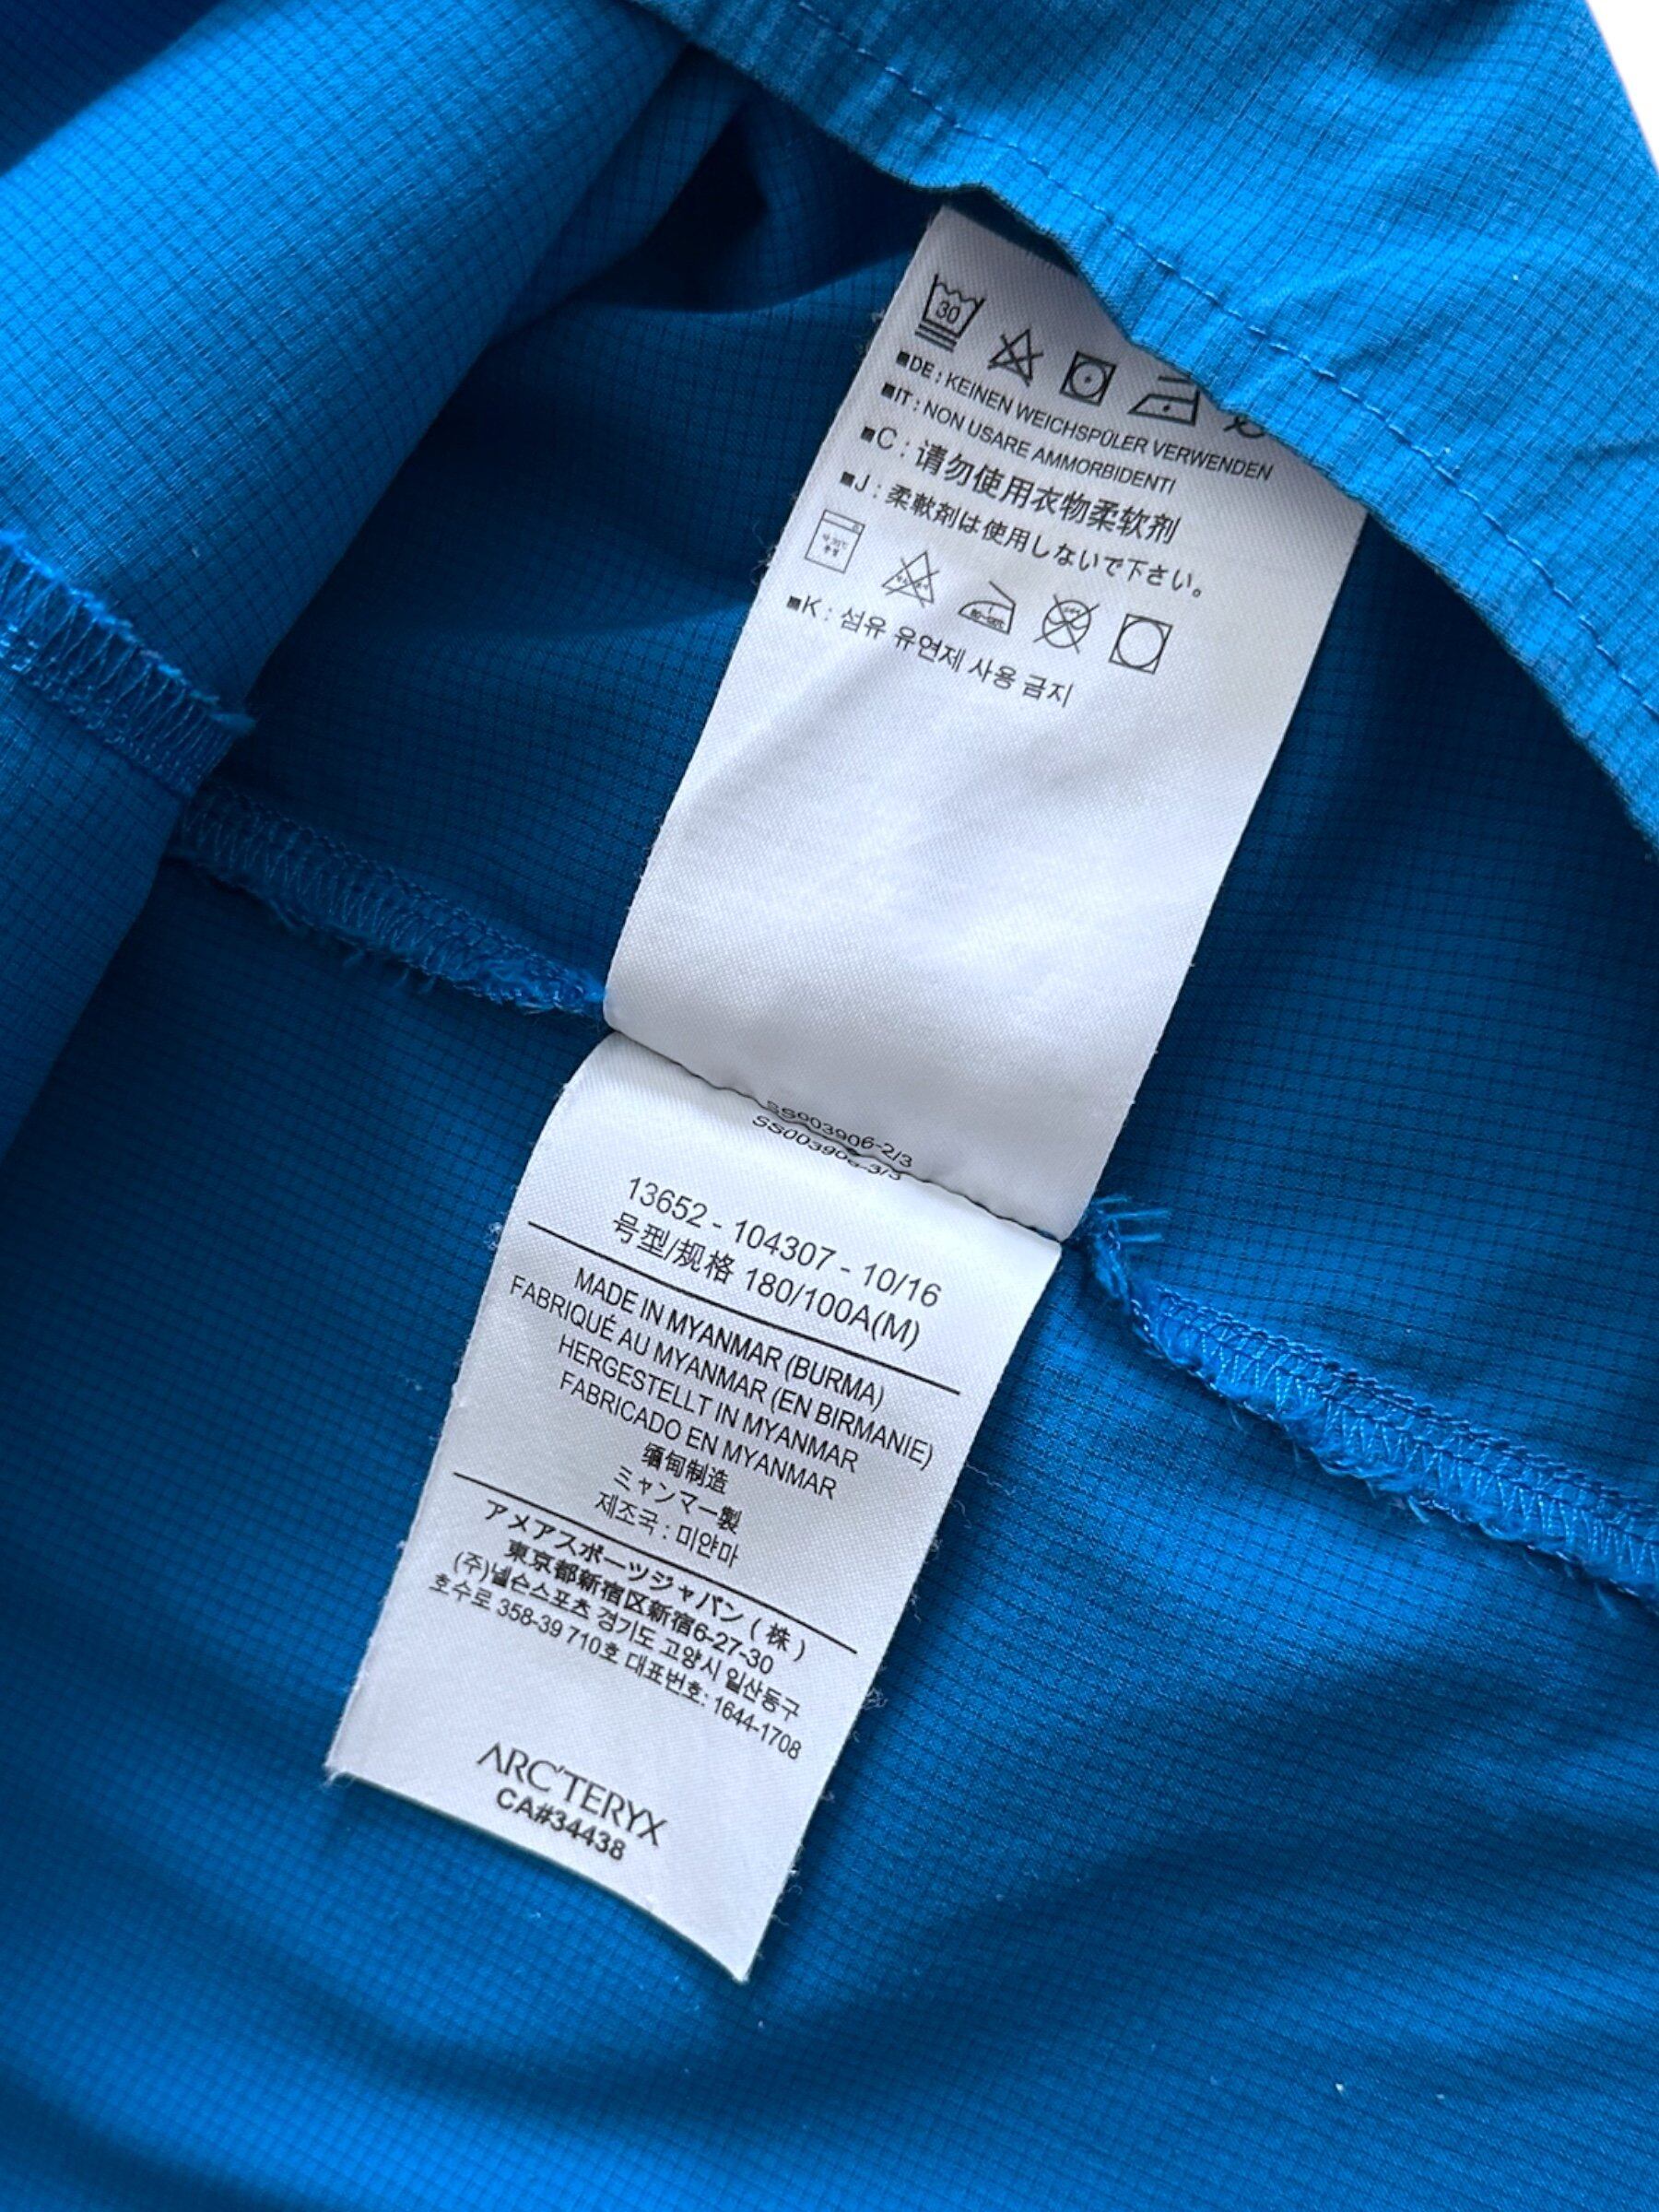 30
■DE : KEINEN WEICHSPÜLER VERWENDEN
■IT : NON USARE AMMORBIDENTI
■C : 请勿使用衣物柔软剂
■J : 柔軟剤は使用しないで下さい。
■K : 섬유 유연제 사용 금지
SS003906-2/3
SS003906-3/3
13652 - 104307 - 10/16
号型/规格 180/100A(M)
MADE IN MYANMAR (BURMA)
FABRIQUÉ AU MYANMAR (EN BIRMANIE)
HERGESTELLT IN MYANMAR
FABRICADO EN MYANMAR
缅甸制造
ミャンマー製
제조국 : 미얀마
アメアスポーツジャパン ( 株 )
東京都新宿区新宿6-27-30
(주)넬슨스포츠 경기도 고양시 일산동구
호수로 358-39 710호 대표번호: 1644-1708
ARC'TERYX
CA#34438